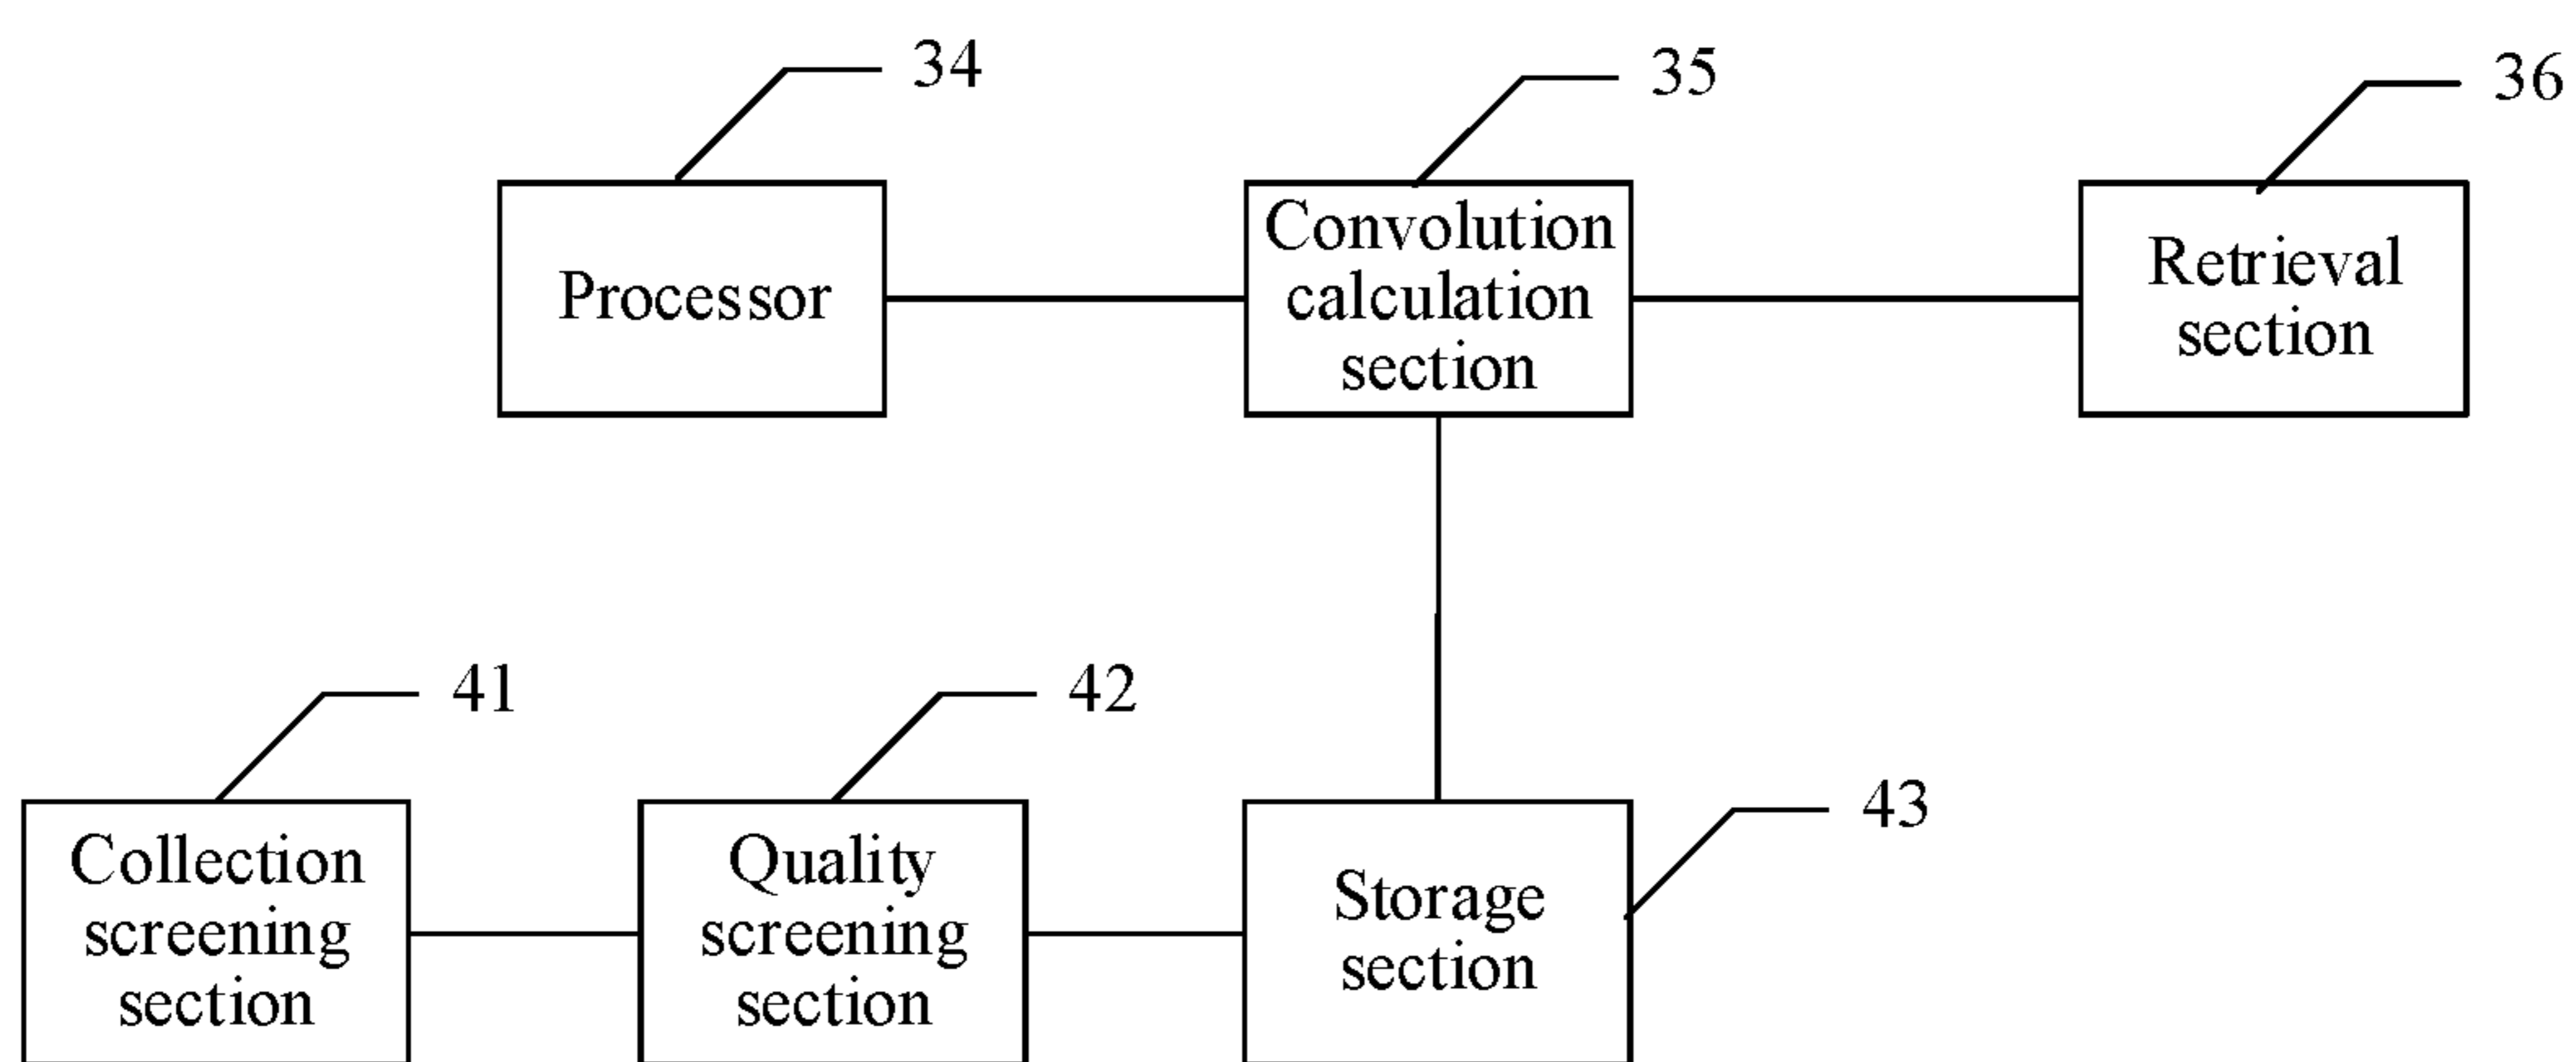 34
35
36
Processor
Convolution
calculation
section
Retrieval
section
41
42
43
Collection
screening
section
Quality
screening
section
Storage
section